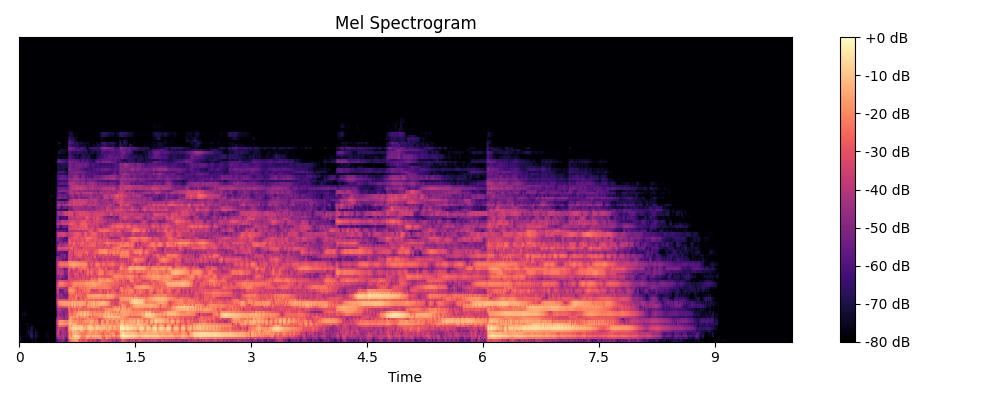 Mel Spectrogram
+0 dB
-10 dB
-20 dB
-30 dB
-40 dB
-50 dB
-60 dB
-70 dB
-80 dB
0 1.5 3 4.5 6 7.5 9
Time